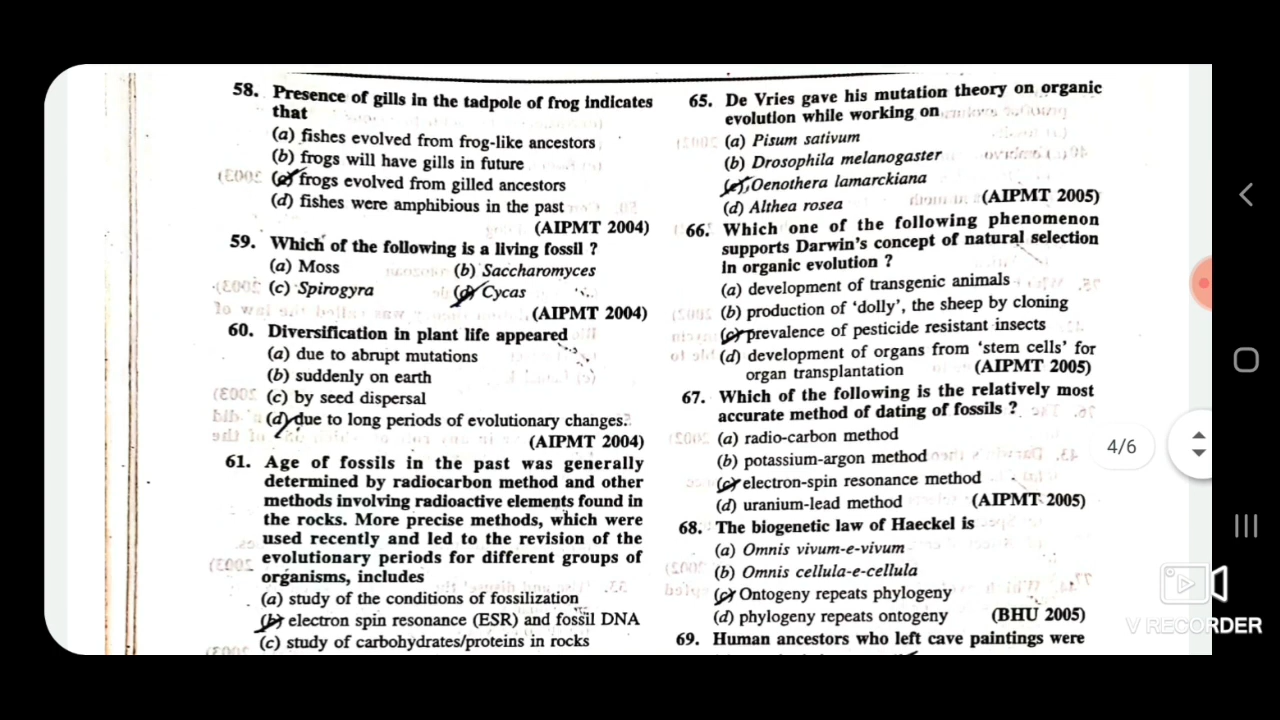 58. Presence of gills in the tadpole of frog indicates
that
(a) fishes evolved from frog-like ancestors
(b) frogs will have gills in future
(c) frogs evolved from gilled ancestors
(d) fishes were amphibious in the past
(AIPMT 2004)
59. Which of the following is a living fossil ?
(a) Moss (b) Saccharomyces
(c) Spirogyra (d) Cycas
(AIPMT 2004)
60. Diversification in plant life appeared
(a) due to abrupt mutations
(b) suddenly on earth
(c) by seed dispersal
(d) due to long periods of evolutionary changes.
(AIPMT 2004)
61. Age of fossils in the past was generally
determined by radiocarbon method and other
methods involving radioactive elements found in
the rocks. More precise methods, which were
used recently and led to the revision of the
evolutionary periods for different groups of
organisms, includes
(a) study of the conditions of fossilization
(b) electron spin resonance (ESR) and fossil DNA
(c) study of carbohydrates/proteins in rocks
65. De Vries gave his mutation theory on organic
evolution while working on
(a) Pisum sativum
(b) Drosophila melanogaster
(c) Oenothera lamarckiana
(d) Althea rosea (AIPMT 2005)
66. Which one of the following phenomenon
supports Darwin's concept of natural selection
in organic evolution ?
(a) development of transgenic animals
(b) production of 'dolly', the sheep by cloning
(c) prevalence of pesticide resistant insects
(d) development of organs from 'stem cells' for
organ transplantation (AIPMT 2005)
67. Which of the following is the relatively most
accurate method of dating of fossils ?
(a) radio-carbon method
(b) potassium-argon method
(c) electron-spin resonance method
(d) uranium-lead method (AIPMT 2005)
68. The biogenetic law of Haeckel is
(a) Omnis vivum-e-vivum
(b) Omnis cellula-e-cellula
(c) Ontogeny repeats phylogeny
(d) phylogeny repeats ontogeny (BHU 2005)
69. Human ancestors who left cave paintings were
4/6
V RECORDER